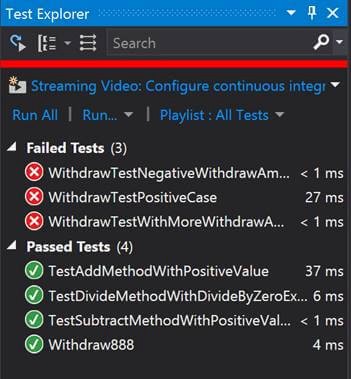 Test Explorer
Search
Streaming Video: Configure continuous integr
Run All | Run... | Playlist : All Tests
Failed Tests (3)
WithdrawTestNegativeWithdrawAm... < 1 ms
WithdrawTestPositiveCase 27 ms
WithdrawTestWithMoreWithdrawA... < 1 ms
Passed Tests (4)
TestAddMethodWithPositiveValue 37 ms
TestDivideMethodWithDivideByZeroEx... 6 ms
TestSubtractMethodWithPositiveVal... < 1 ms
Withdraw888 4 ms